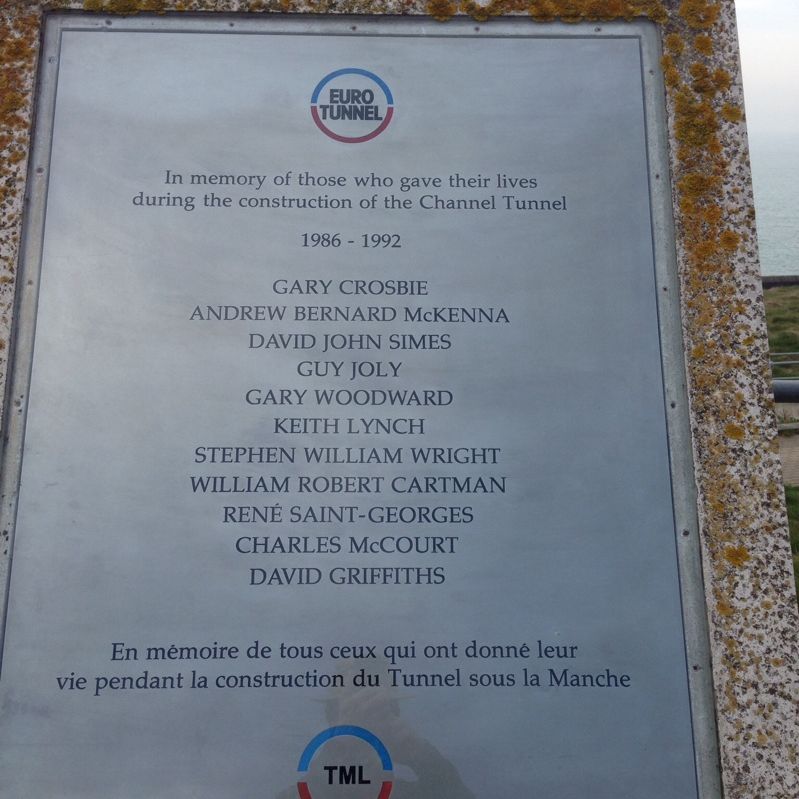 EURO
TUNNEL
In memory of those who gave their lives
during the construction of the Channel Tunnel
1986 - 1992
GARY CROSBIE
ANDREW BERNARD McKENNA
DAVID JOHN SIMES
GUY JOLY
GARY WOODWARD
KEITH LYNCH
STEPHEN WILLIAM WRIGHT
WILLIAM ROBERT CARTMAN
RENÉ SAINT-GEORGES
CHARLES McCOURT
DAVID GRIFFITHS
En mémoire de tous ceux qui ont donné leur
vie pendant la construction du Tunnel sous la Manche
TML